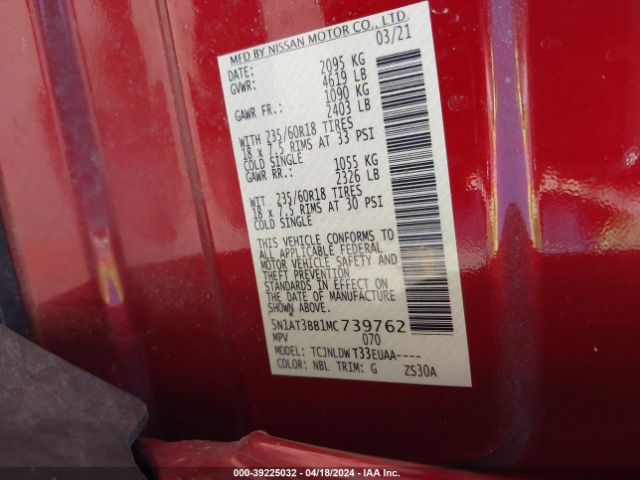 MFD BY NISSAN MOTOR CO., LTD.
DATE: 03/21
GVWR: 2095 KG
4619 LB
GAWR FR.: 1090 KG
2403 LB
WITH 235/60R18 TIRES
18 x 7.5 RIMS AT 33 PSI
COLD SINGLE
GAWR RR.: 1055 KG
2326 LB
WIT 235/60R18 TIRES
18 x 7.5 RIMS AT 30 PSI
COLD SINGLE
THIS VEHICLE CONFORMS TO
ALL APPLICABLE FEDERAL
MOTOR VEHICLE SAFETY AND
THEFT PREVENTION
STANDARDS IN EFFECT ON
THE DATE OF MANUFACTURE
SHOWN ABOVE.
5N1AT3BB1MC739762
MPV 070
MODEL: TCJNLDW T33EUAA----
COLOR: NBL TRIM: G ZS30A
000-39225032 / 04/18/2024 / IAA Inc.